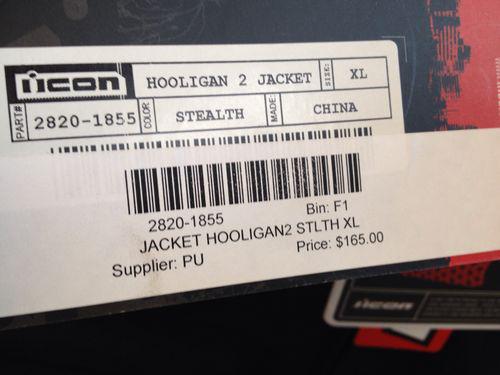 icon HOOLIGAN 2 JACKET SIZE: XL
PART# 2820-1855 COLOR STEALTH MADE: CHINA
2820-1855 Bin: F1
JACKET HOOLIGAN2 STLTH XL
Supplier: PU Price: $165.00
icon